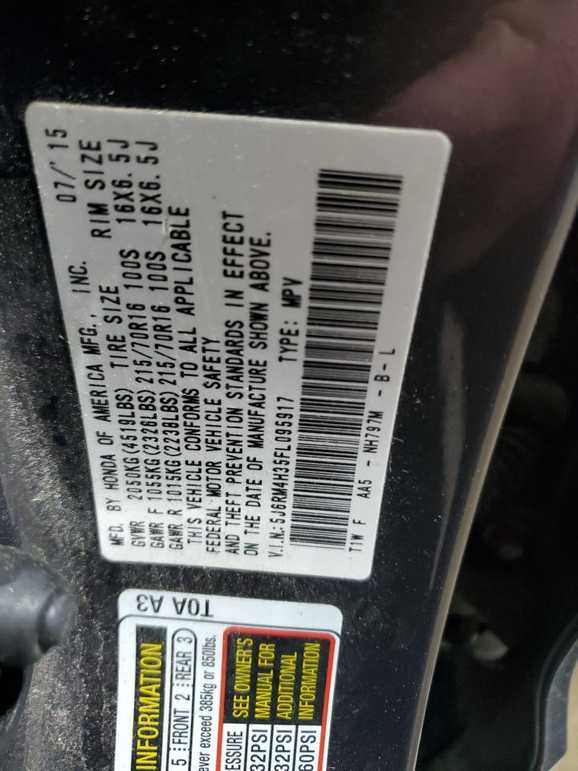 MFD. BY HONDA OF AMERICA MFG., INC. 07/'15
GVWR 2050KG(4519LBS) TIRE SIZE RIM SIZE
GAWR F 1055KG(2326LBS) 215/70R16 100S 16X6.5J
GAWR R 1015KG(2238LBS) 215/70R16 100S 16X6.5J
THIS VEHICLE CONFORMS TO ALL APPLICABLE
FEDERAL MOTOR VEHICLE SAFETY
AND THEFT PREVENTION STANDARDS IN EFFECT
ON THE DATE OF MANUFACTURE SHOWN ABOVE.
V.I.N.:5J6RM4H35FL095917 TYPE: MPV
TIW F AA5 - NH797M - B - L
T0A A3
INFORMATION
5 FRONT 2 REAR 3
ever exceed 385kg or 850lbs.
ESSURE SEE OWNER'S
32PSI MANUAL FOR
32PSI ADDITIONAL
60PSI INFORMATION